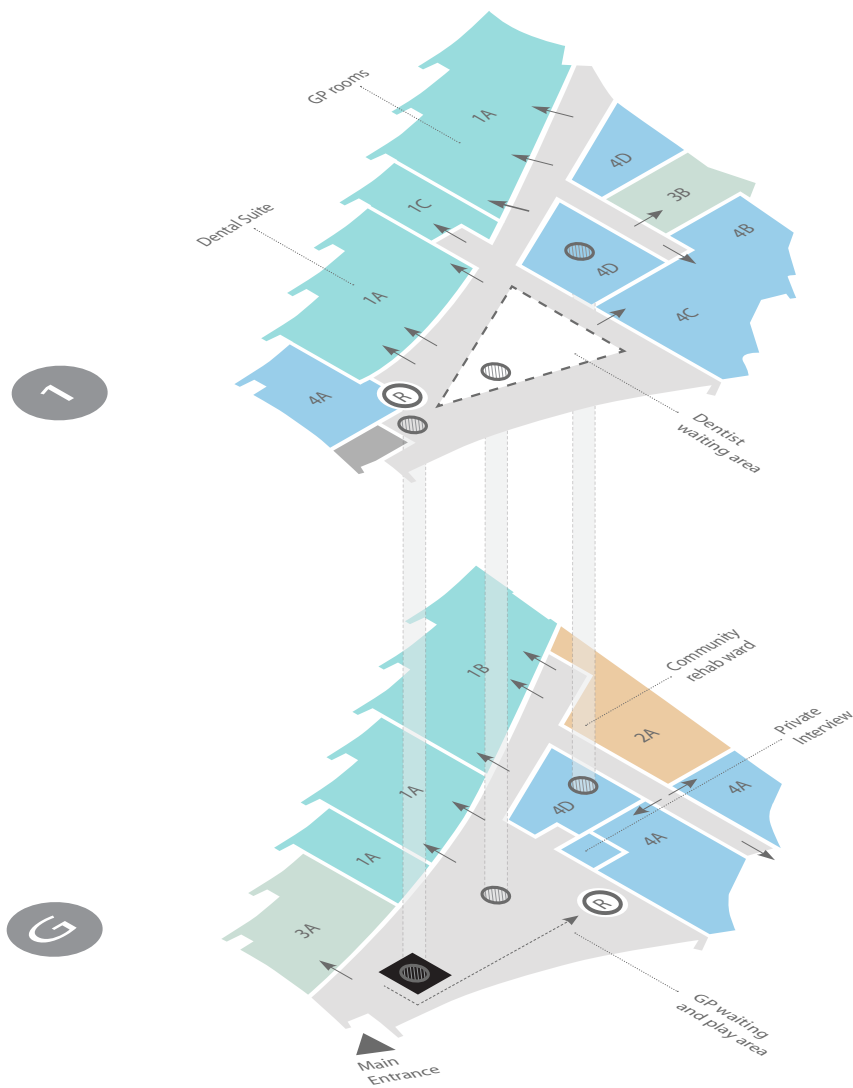 GP rooms
1A
4D
3B
1C
4B
Dental Suite
4D
1A
4C
1
4A
R
Dentist
waiting area
Community
rehab ward
1B
Private
Interview
2A
1A
4D
4A
4A
1A
R
3A
G
GP waiting
and play area
Main
Entrance